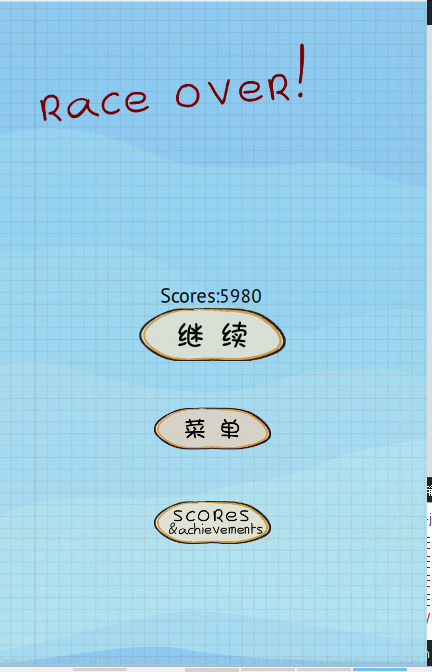 Race over!
Scores:5980
继 续
菜 单
SCORes
&achievements